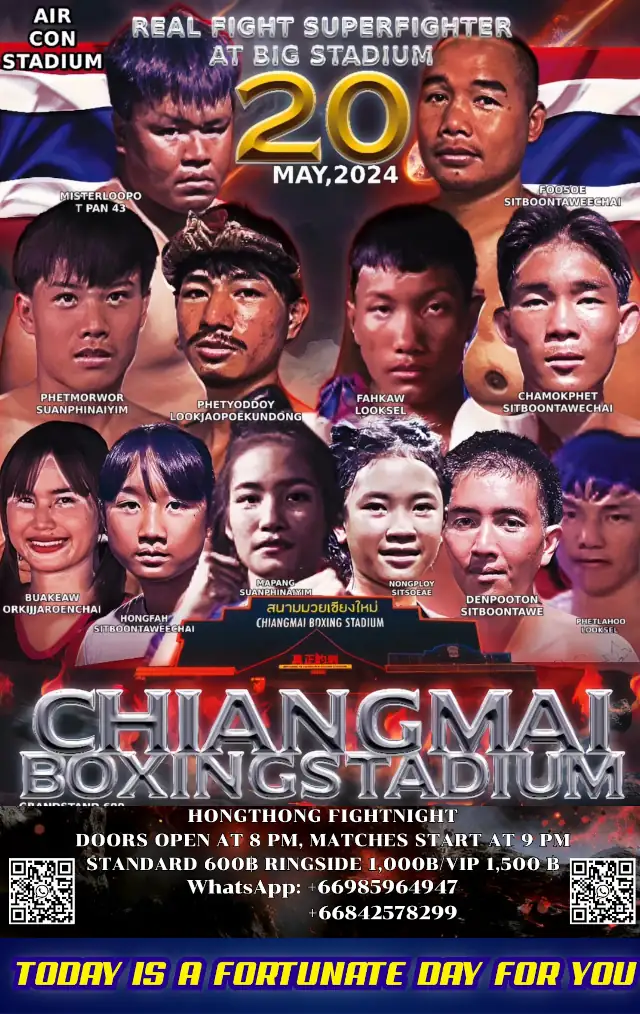 AIR
CON
STADIUM
REAL FIGHT SUPERFIGHTER
AT BIG STADIUM
20
MAY,2024
MISTERLOOPO
T PAN 43
FOOSOE
SITBOONTAWEECHAI
PHETMORWOR
SUANPHINAIYIM
PHETYODDOY
LOOKJAOPOEKUNDONG
FAHKAW
LOOKSEL
CHAMOKPHET
SITBOONTAWECHAI
BUAKEAW
ORKIJJAROENCHAI
HONGFAH
SITBOONTAWEECHAI
MAPANG
SUANPHINAIYIM
NONGPLOY
SITSOEAE
DENPOOTON
SITBOONTAWE
PHETLAHOO
LOOKSEL
สนามมวยเชียงใหม่
CHIANGMAI BOXING STADIUM
CHIANGMAI
BOXINGSTADIUM
GRANDSTAND 600
HONGTHONG FIGHTNIGHT
DOORS OPEN AT 8 PM, MATCHES START AT 9 PM
STANDARD 600฿ RINGSIDE 1,000B/VIP 1,500 ฿
WhatsApp: +66985964947
+66842578299
TODAY IS A FORTUNATE DAY FOR YOU